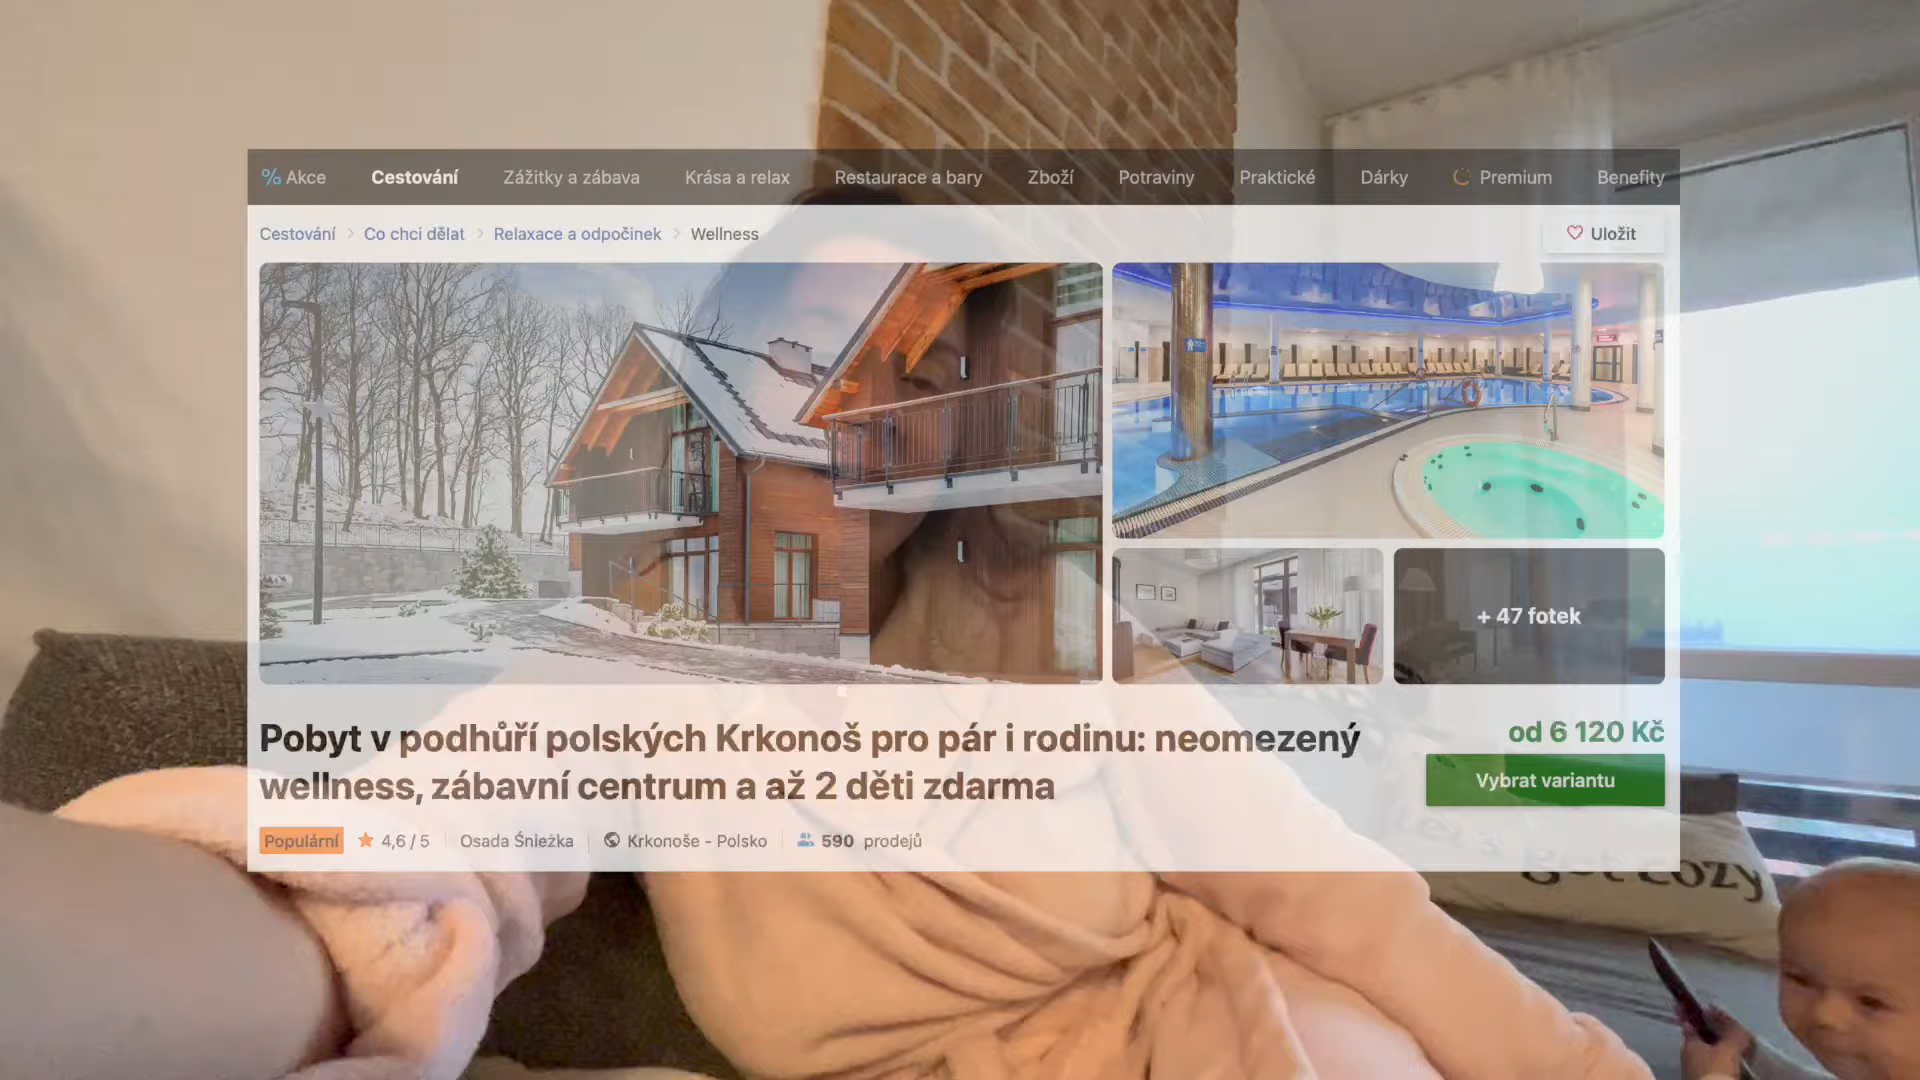 % Akce Cestování Zážitky a zábava Krása a relax Restaurace a bary Zboží Potraviny Praktické Dárky Premium Benefity
Cestování > Co chci dělat > Relaxace a odpočinek > Wellness
Uložit
+ 47 fotek
Pobyt v podhůří polských Krkonoš pro pár i rodinu: neomezený
wellness, zábavní centrum a až 2 děti zdarma
od 6 120 Kč
Vybrat variantu
Populární 4,6 / 5 Osada Śnieżka Krkonoše - Polsko 590 prodejů
got cozy